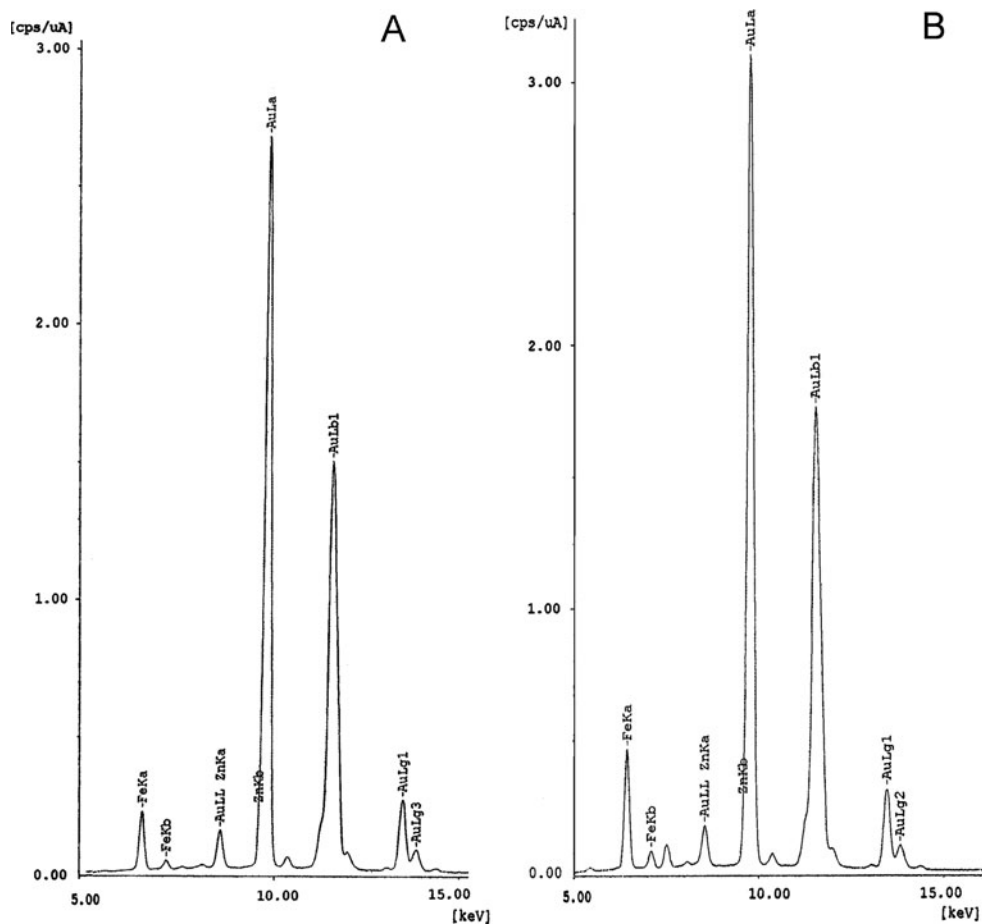 [cps/uA]
A
3.00
2.00
1.00
0.00
-FeKa
-FeKb
-AuLL ZnKa
ZnKb
-AuLa
-AuLb1
-AuLg1
-AuLg3
5.00
10.00
15.00
[keV]
[cps/uA]
B
3.00
2.00
1.00
0.00
-FeKa
-FeKb
-AuLL ZnKa
ZnKb
-AuLa
-AuLb1
-AuLg1
-AuLg2
5.00
10.00
15.00
[keV]